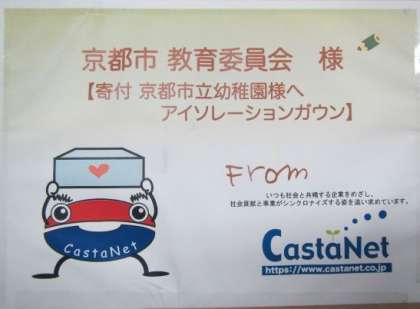 京都市 教育委員会 様
【寄付 京都市立幼稚園様へ
アイソレーションガウン】
From
いつも社会と共鳴する企業をめざし、
社会貢献と事業がシンクロナイズする姿を追い求めています。
CastaNet
CastaNet
https://www.castanet.co.jp